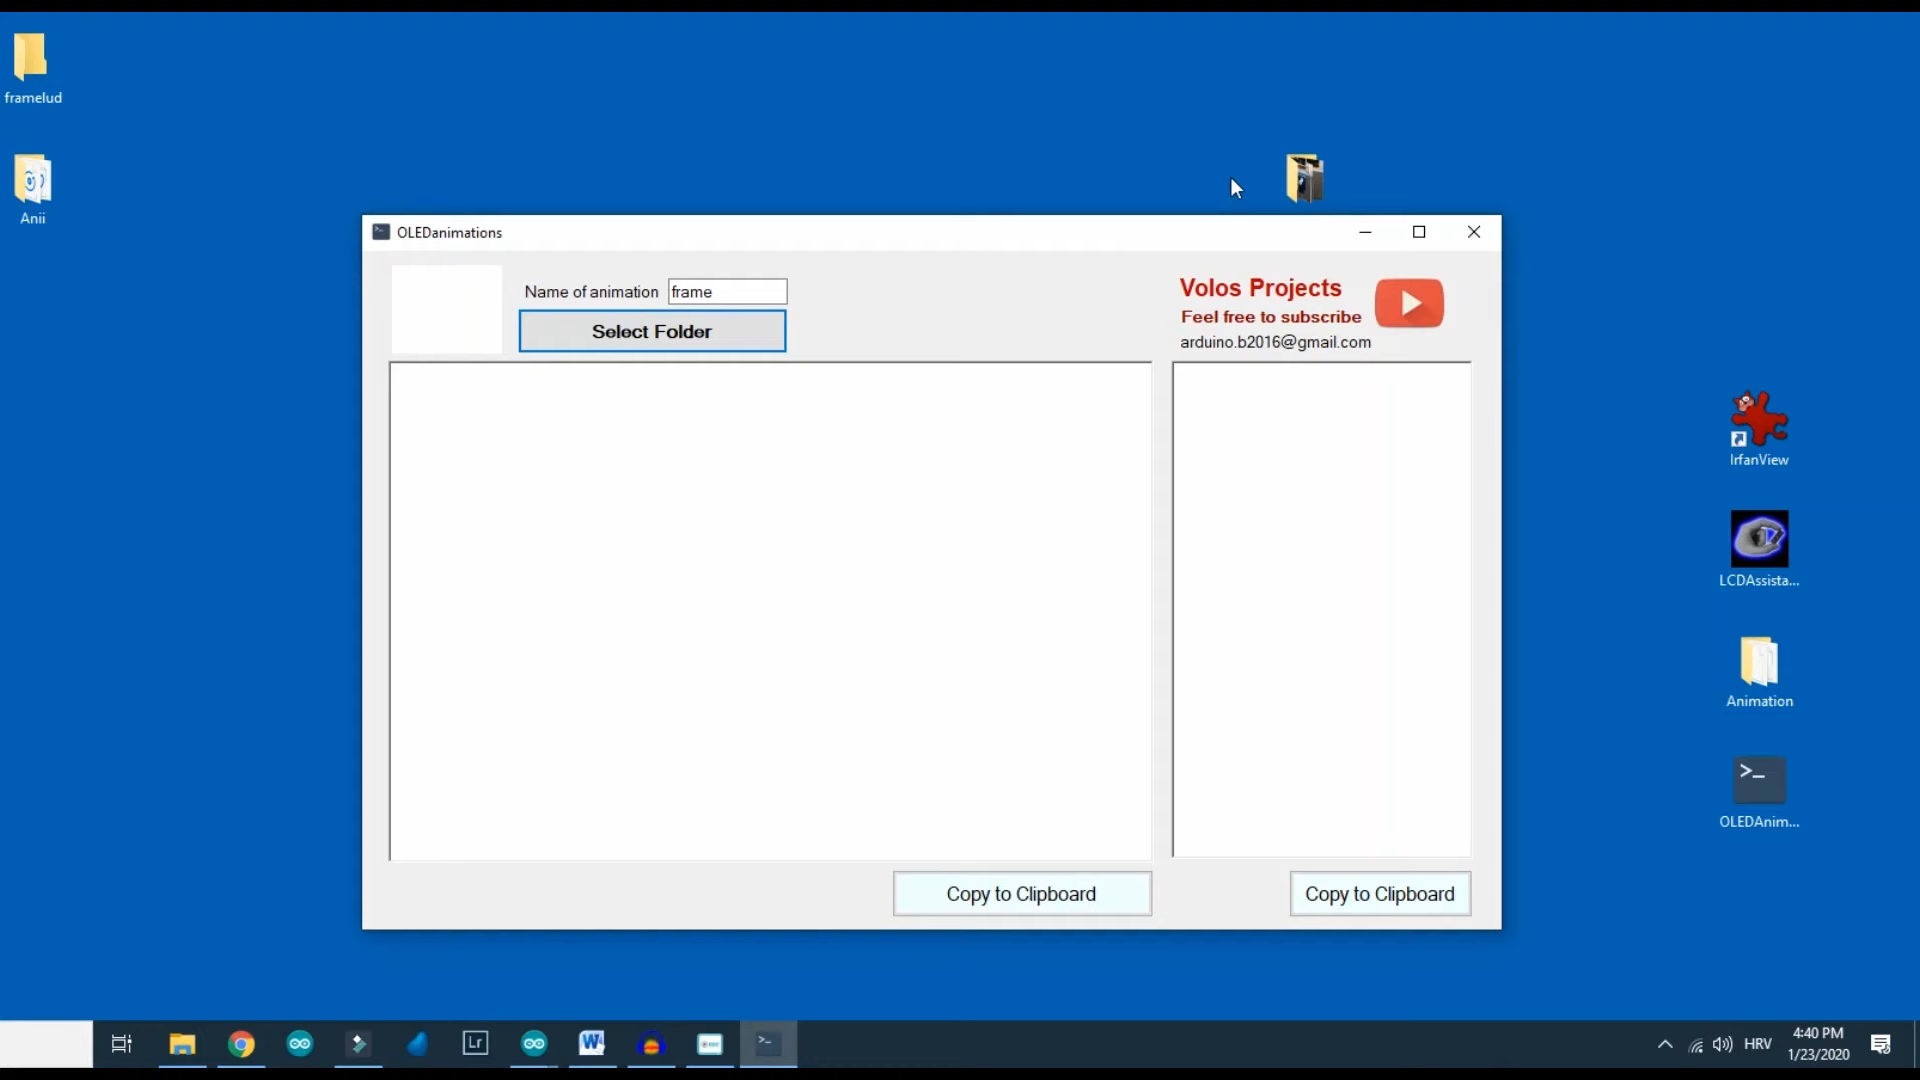 framelud
Anii
OLEDanimations
Name of animation frame
Select Folder
Volos Projects
Feel free to subscribe
arduino.b2016@gmail.com
IrfanView
LCDAssista...
Animation
OLEDAnim...
Copy to Clipboard
Copy to Clipboard
Lr
W
HRV
4:40 PM
1/23/2020